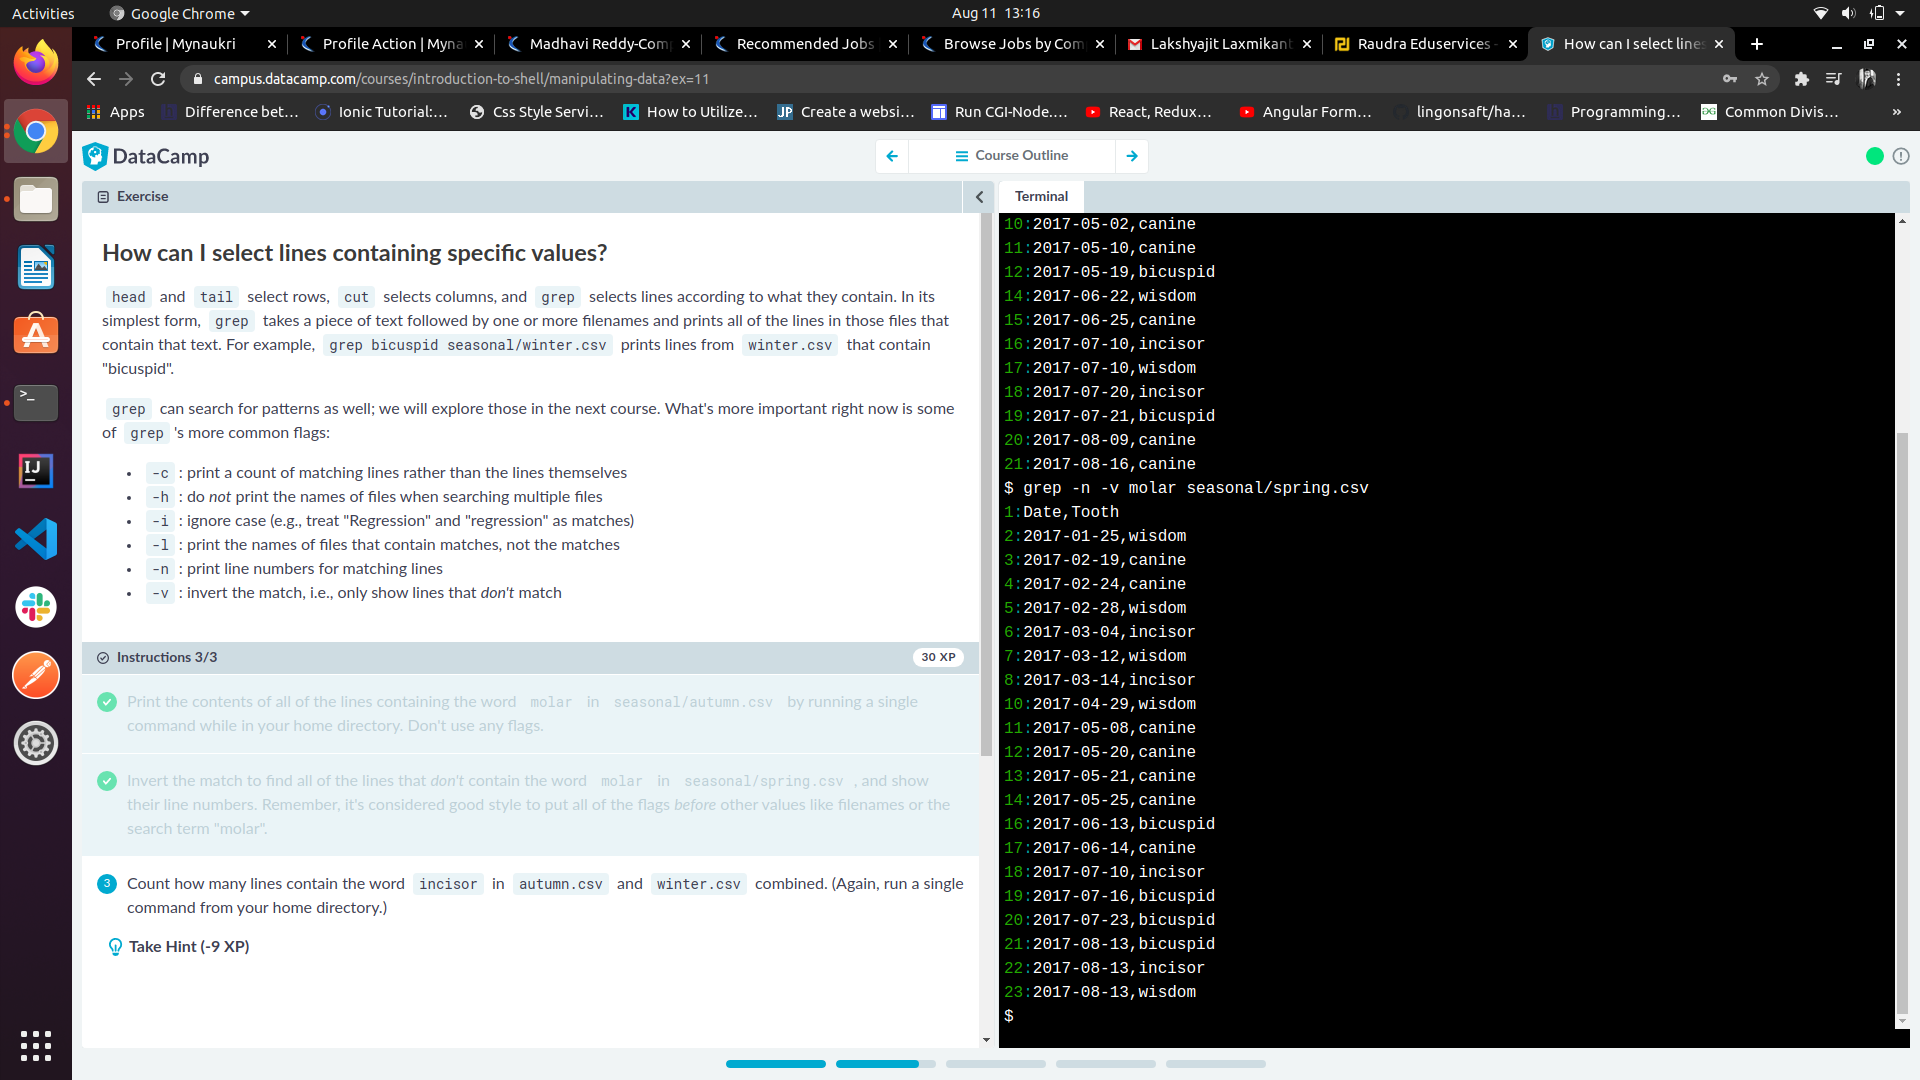 Activities
Google Chrome
Aug 11 13:16
Profile | Mynaukri
Profile Action | Myna
Madhavi Reddy-Com
Recommended Jobs
Browse Jobs by Com
Lakshyajit Laxmikant
Raudra Eduservices -
How can I select lines
campus.datacamp.com/courses/introduction-to-shell/manipulating-data?ex=11
Apps
Difference bet…
Ionic Tutorial:…
Css Style Servi…
How to Utilize…
Create a websi…
Run CGI-Node.…
React, Redux…
Angular Form…
lingonsaft/ha…
Programming…
Common Divis…
»
DataCamp
Course Outline
Exercise
How can I select lines containing specific values?
head and tail select rows, cut selects columns, and grep selects lines according to what they contain. In its
simplest form, grep takes a piece of text followed by one or more filenames and prints all of the lines in those files that
contain that text. For example, grep bicuspid seasonal/winter.csv prints lines from winter.csv that contain
"bicuspid".
grep can search for patterns as well; we will explore those in the next course. What's more important right now is some
of grep 's more common flags:
• -c : print a count of matching lines rather than the lines themselves
• -h : do not print the names of files when searching multiple files
• -i : ignore case (e.g., treat "Regression" and "regression" as matches)
• -l : print the names of files that contain matches, not the matches
• -n : print line numbers for matching lines
• -v : invert the match, i.e., only show lines that don't match
Instructions 3/3
30 XP
Print the contents of all of the lines containing the word molar in seasonal/autumn.csv by running a single
command while in your home directory. Don't use any flags.
Invert the match to find all of the lines that don't contain the word molar in seasonal/spring.csv , and show
their line numbers. Remember, it's considered good style to put all of the flags before other values like filenames or the
search term "molar".
3
Count how many lines contain the word incisor in autumn.csv and winter.csv combined. (Again, run a single
command from your home directory.)
Take Hint (-9 XP)
Terminal
10:2017-05-02,canine
11:2017-05-10,canine
12:2017-05-19,bicuspid
14:2017-06-22,wisdom
15:2017-06-25,canine
16:2017-07-10,incisor
17:2017-07-10,wisdom
18:2017-07-20,incisor
19:2017-07-21,bicuspid
20:2017-08-09,canine
21:2017-08-16,canine
$ grep -n -v molar seasonal/spring.csv
1:Date,Tooth
2:2017-01-25,wisdom
3:2017-02-19,canine
4:2017-02-24,canine
5:2017-02-28,wisdom
6:2017-03-04,incisor
7:2017-03-12,wisdom
8:2017-03-14,incisor
10:2017-04-29,wisdom
11:2017-05-08,canine
12:2017-05-20,canine
13:2017-05-21,canine
14:2017-05-25,canine
16:2017-06-13,bicuspid
17:2017-06-14,canine
18:2017-07-10,incisor
19:2017-07-16,bicuspid
20:2017-07-23,bicuspid
21:2017-08-13,bicuspid
22:2017-08-13,incisor
23:2017-08-13,wisdom
$